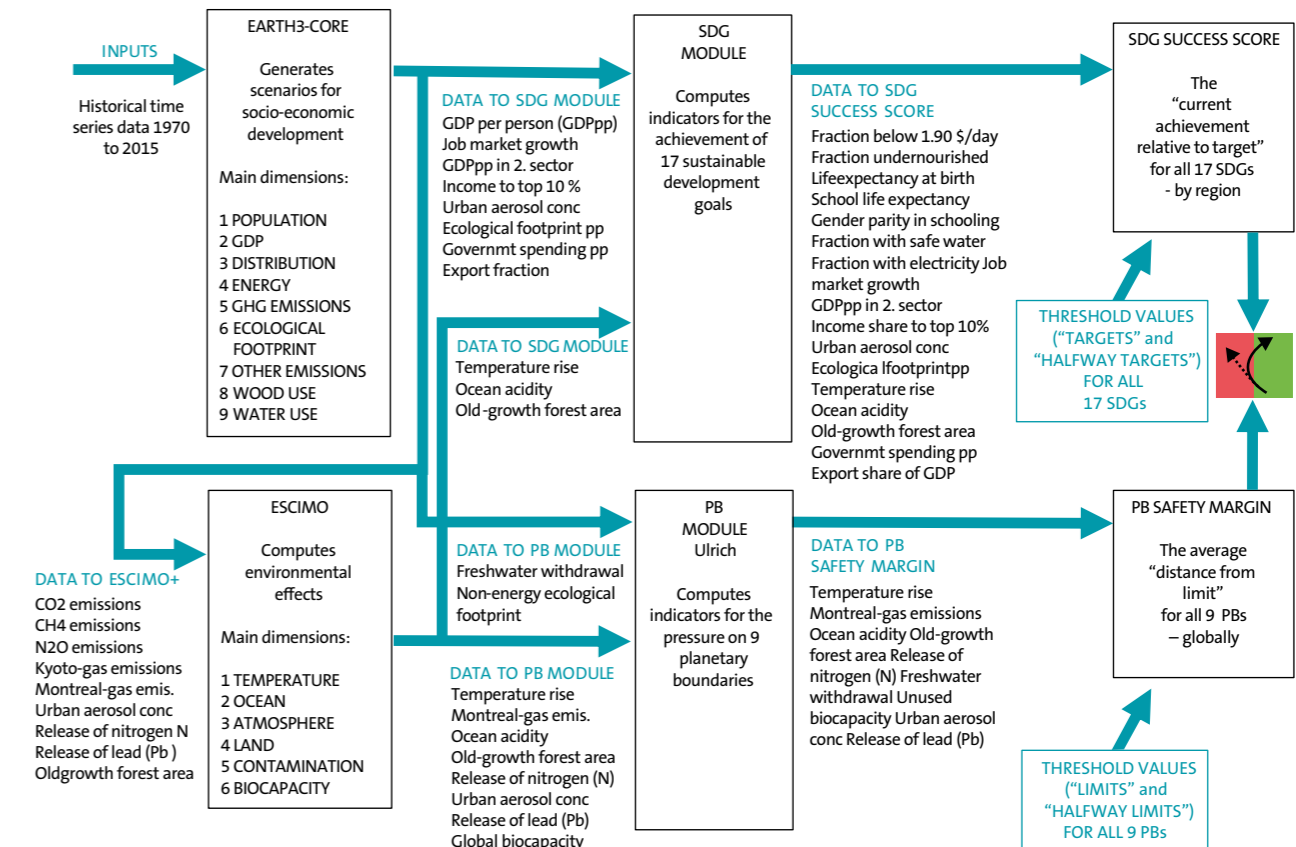 INPUTS
Historical time
series data 1970
to 2015
EARTH3-CORE
Generates
scenarios for
socio-economic
development
Main dimensions:
1 POPULATION
2 GDP
3 DISTRIBUTION
4 ENERGY
5 GHG EMISSIONS
6 ECOLOGICAL
FOOTPRINT
7 OTHER EMISSIONS
8 WOOD USE
9 WATER USE
DATA TO SDG MODULE
GDP per person (GDPpp)
Job market growth
GDPpp in 2. sector
Income to top 10 %
Urban aerosol conc
Ecological footprint pp
Governmt spending pp
Export fraction
DATA TO SDG MODULE
Temperature rise
Ocean acidity
Old-growth forest area
SDG
MODULE
Computes
indicators for the
achievement of
17 sustainable
development
goals
DATA TO SDG
SUCCESS SCORE
Fraction below 1.90 $/day
Fraction undernourished
Lifeexpectancy at birth
School life expectancy
Gender parity in schooling
Fraction with safe water
Fraction with electricity Job
market growth
GDPpp in 2. sector
Income share to top 10%
Urban aerosol conc
Ecologica lfootprintpp
Temperature rise
Ocean acidity
Old-growth forest area
Governmt spending pp
Export share of GDP
SDG SUCCESS SCORE
The
“current
achievement
relative to target”
for all 17 SDGs
- by region
THRESHOLD VALUES
(“TARGETS” and
“HALFWAY TARGETS”)
FOR ALL
17 SDGs
DATA TO ESCIMO+
CO2 emissions
CH4 emissions
N2O emissions
Kyoto-gas emissions
Montreal-gas emis.
Urban aerosol conc
Release of nitrogen N
Release of lead (Pb )
Oldgrowth forest area
ESCIMO
Computes
environmental
effects
Main dimensions:
1 TEMPERATURE
2 OCEAN
3 ATMOSPHERE
4 LAND
5 CONTAMINATION
6 BIOCAPACITY
DATA TO PB MODULE
Freshwater withdrawal
Non-energy ecological
footprint
DATA TO PB MODULE
Temperature rise
Montreal-gas emis.
Ocean acidity
Old-growth forest area
Release of nitrogen (N)
Urban aerosol conc
Release of lead (Pb)
Global biocapacity
PB
MODULE
Ulrich
Computes
indicators for the
pressure on 9
planetary
boundaries
DATA TO PB
SAFETY MARGIN
Temperature rise
Montreal-gas emissions
Ocean acidity Old-growth
forest area Release of
nitrogen (N) Freshwater
withdrawal Unused
biocapacity Urban aerosol
conc Release of lead (Pb)
PB SAFETY MARGIN
The average
“distance from
limit”
for all 9 PBs
– globally
THRESHOLD VALUES
(“LIMITS” and
“HALFWAY LIMITS”)
FOR ALL 9 PBs